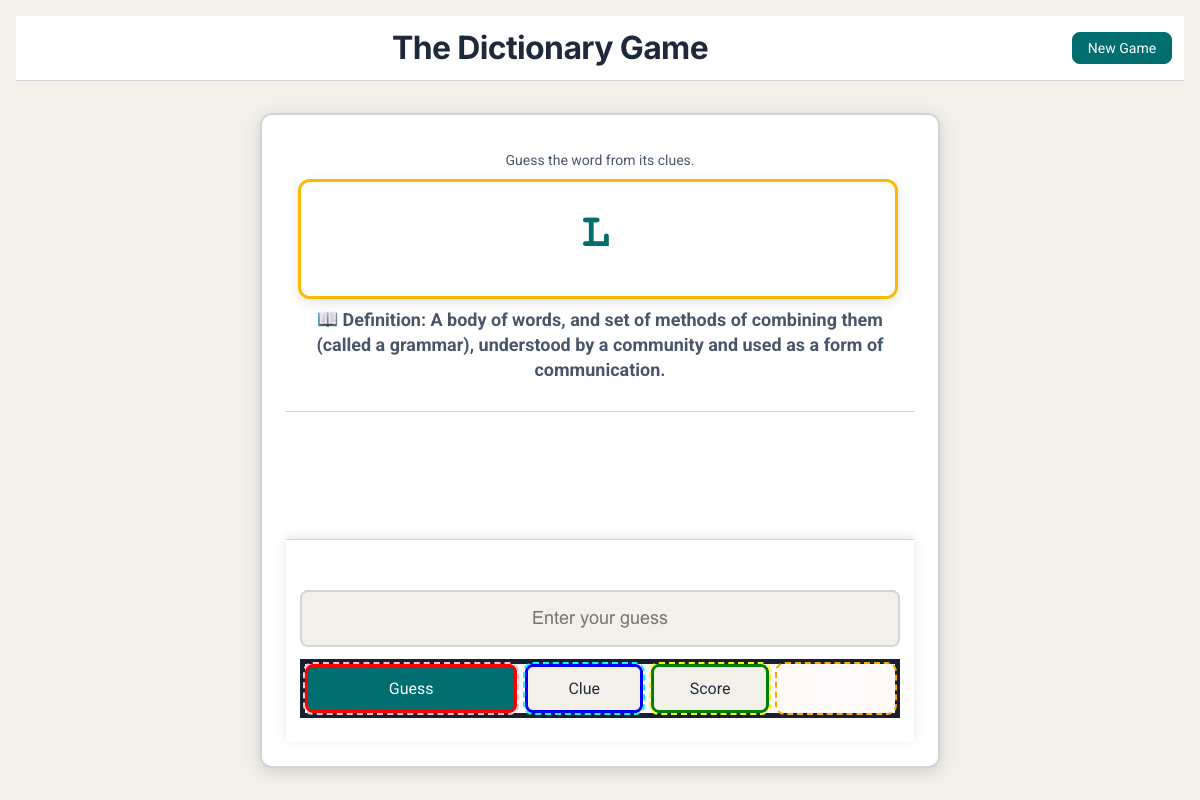 The Dictionary Game
New Game
Guess the word from its clues.
L
📖 Definition: A body of words, and set of methods of combining them
(called a grammar), understood by a community and used as a form of
communication.
Enter your guess
Guess
Clue
Score